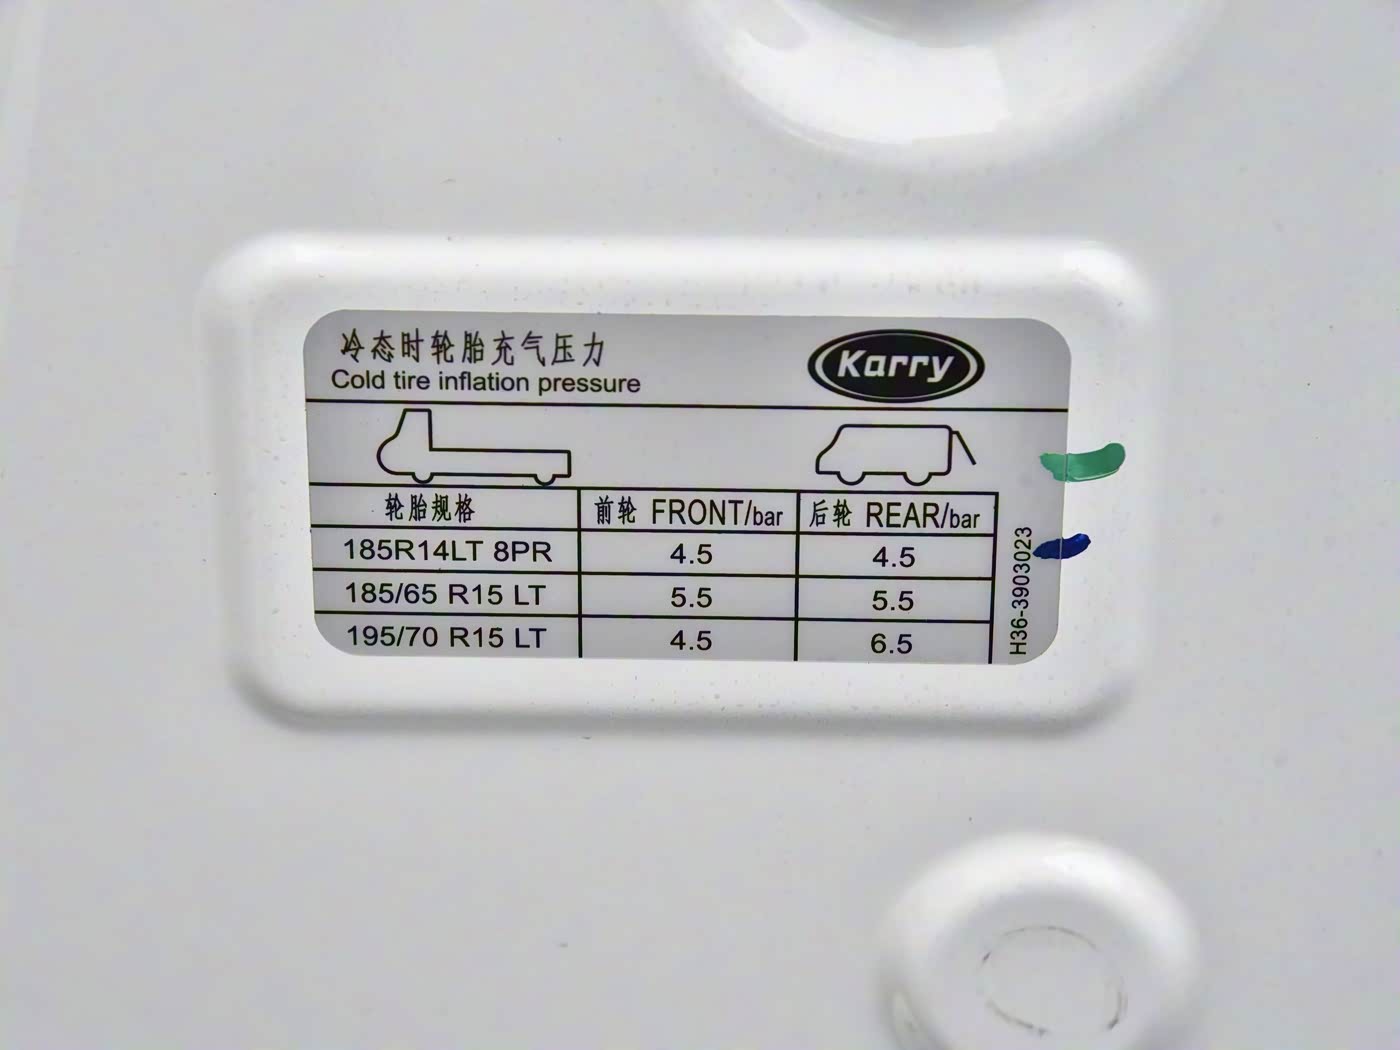 冷态时轮胎充气压力
Cold tire inflation pressure
Karry
轮胎规格 前轮 FRONT/bar 后轮 REAR/bar
185R14LT 8PR 4.5 4.5
185/65 R15 LT 5.5 5.5
195/70 R15 LT 4.5 6.5
H36-3903023